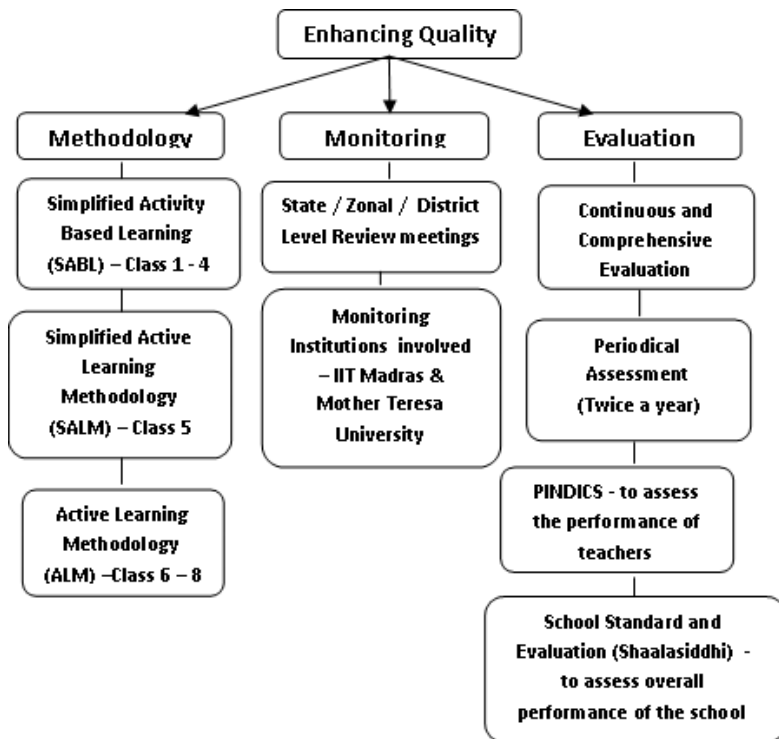 Enhancing Quality
Methodology
Simplified Activity
Based Learning
(SABL) – Class 1 - 4
Simplified Active
Learning
Methodology
(SALM) – Class 5
Active Learning
Methodology
(ALM) –Class 6 – 8
Monitoring
State / Zonal / District
Level Review meetings
Monitoring
Institutions involved
– IIT Madras &
Mother Teresa
University
Evaluation
Continuous and
Comprehensive
Evaluation
Periodical
Assessment
(Twice a year)
PINDICS - to assess
the performance of
teachers
School Standard and
Evaluation (Shaalasiddhi) -
to assess overall
performance of the school